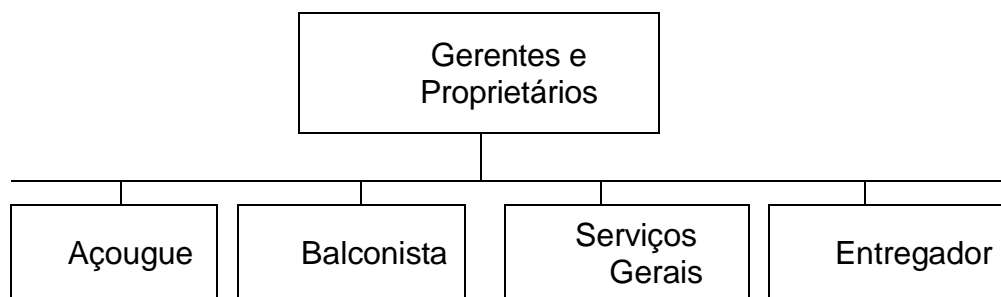 Gerentes e
Proprietários
Açougue
Balconista
Serviços
Gerais
Entregador